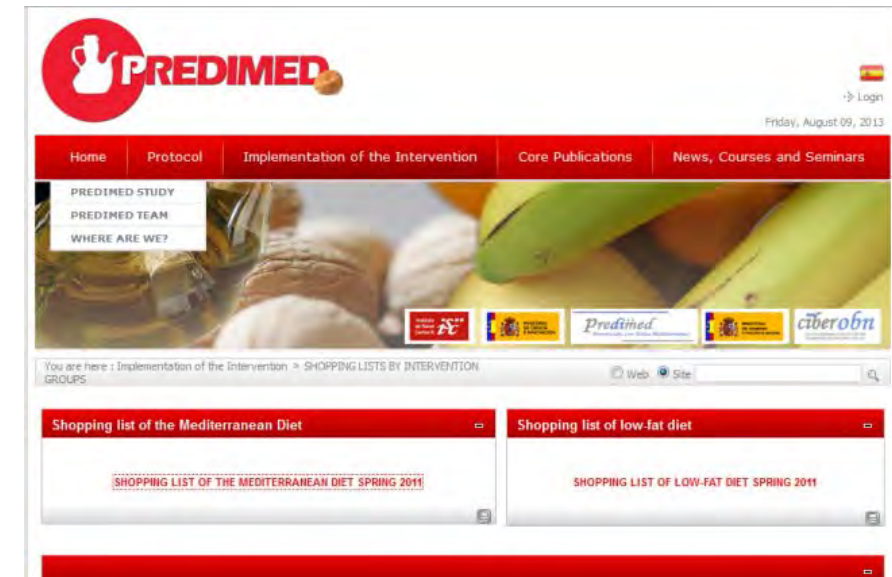 PREDIMED
Login
Friday, August 09, 2013
Home Protocol Implementation of the Intervention Core Publications News, Courses and Seminars
PREDIMED STUDY
PREDIMED TEAM
WHERE ARE WE?
Predimed
ciberobn
You are here : Implementation of the Intervention > SHOPPING LISTS BY INTERVENTION
GROUPS
Web Site
Shopping list of the Mediterranean Diet
Shopping list of low-fat diet
SHOPPING LIST OF THE MEDITERRANEAN DIET SPRING 2011
SHOPPING LIST OF LOW-FAT DIET SPRING 2011